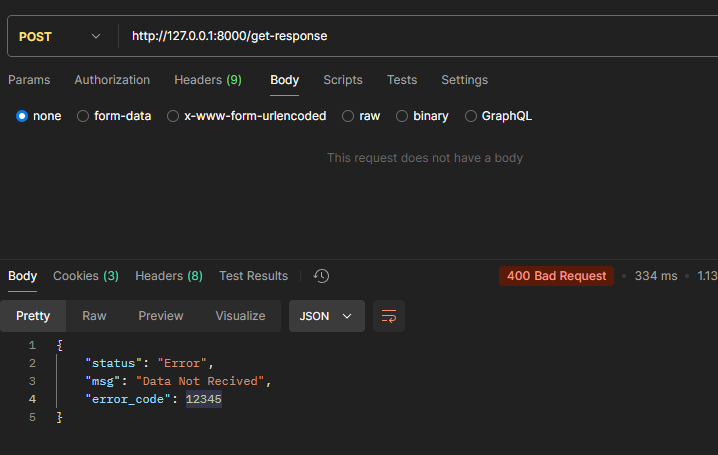 POST http://127.0.0.1:8000/get-response
Params Authorization Headers (9) Body Scripts Tests Settings
none form-data x-www-form-urlencoded raw binary GraphQL
This request does not have a body
Body Cookies (3) Headers (8) Test Results 400 Bad Request • 334 ms • 1.13
Pretty Raw Preview Visualize JSON
1 {
2 "status": "Error",
3 "msg": "Data Not Recived",
4 "error_code": 12345
5 }